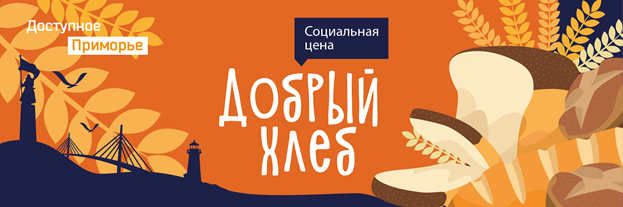 Доступное
Приморье
Социальная
цена
Добрый
хлеб